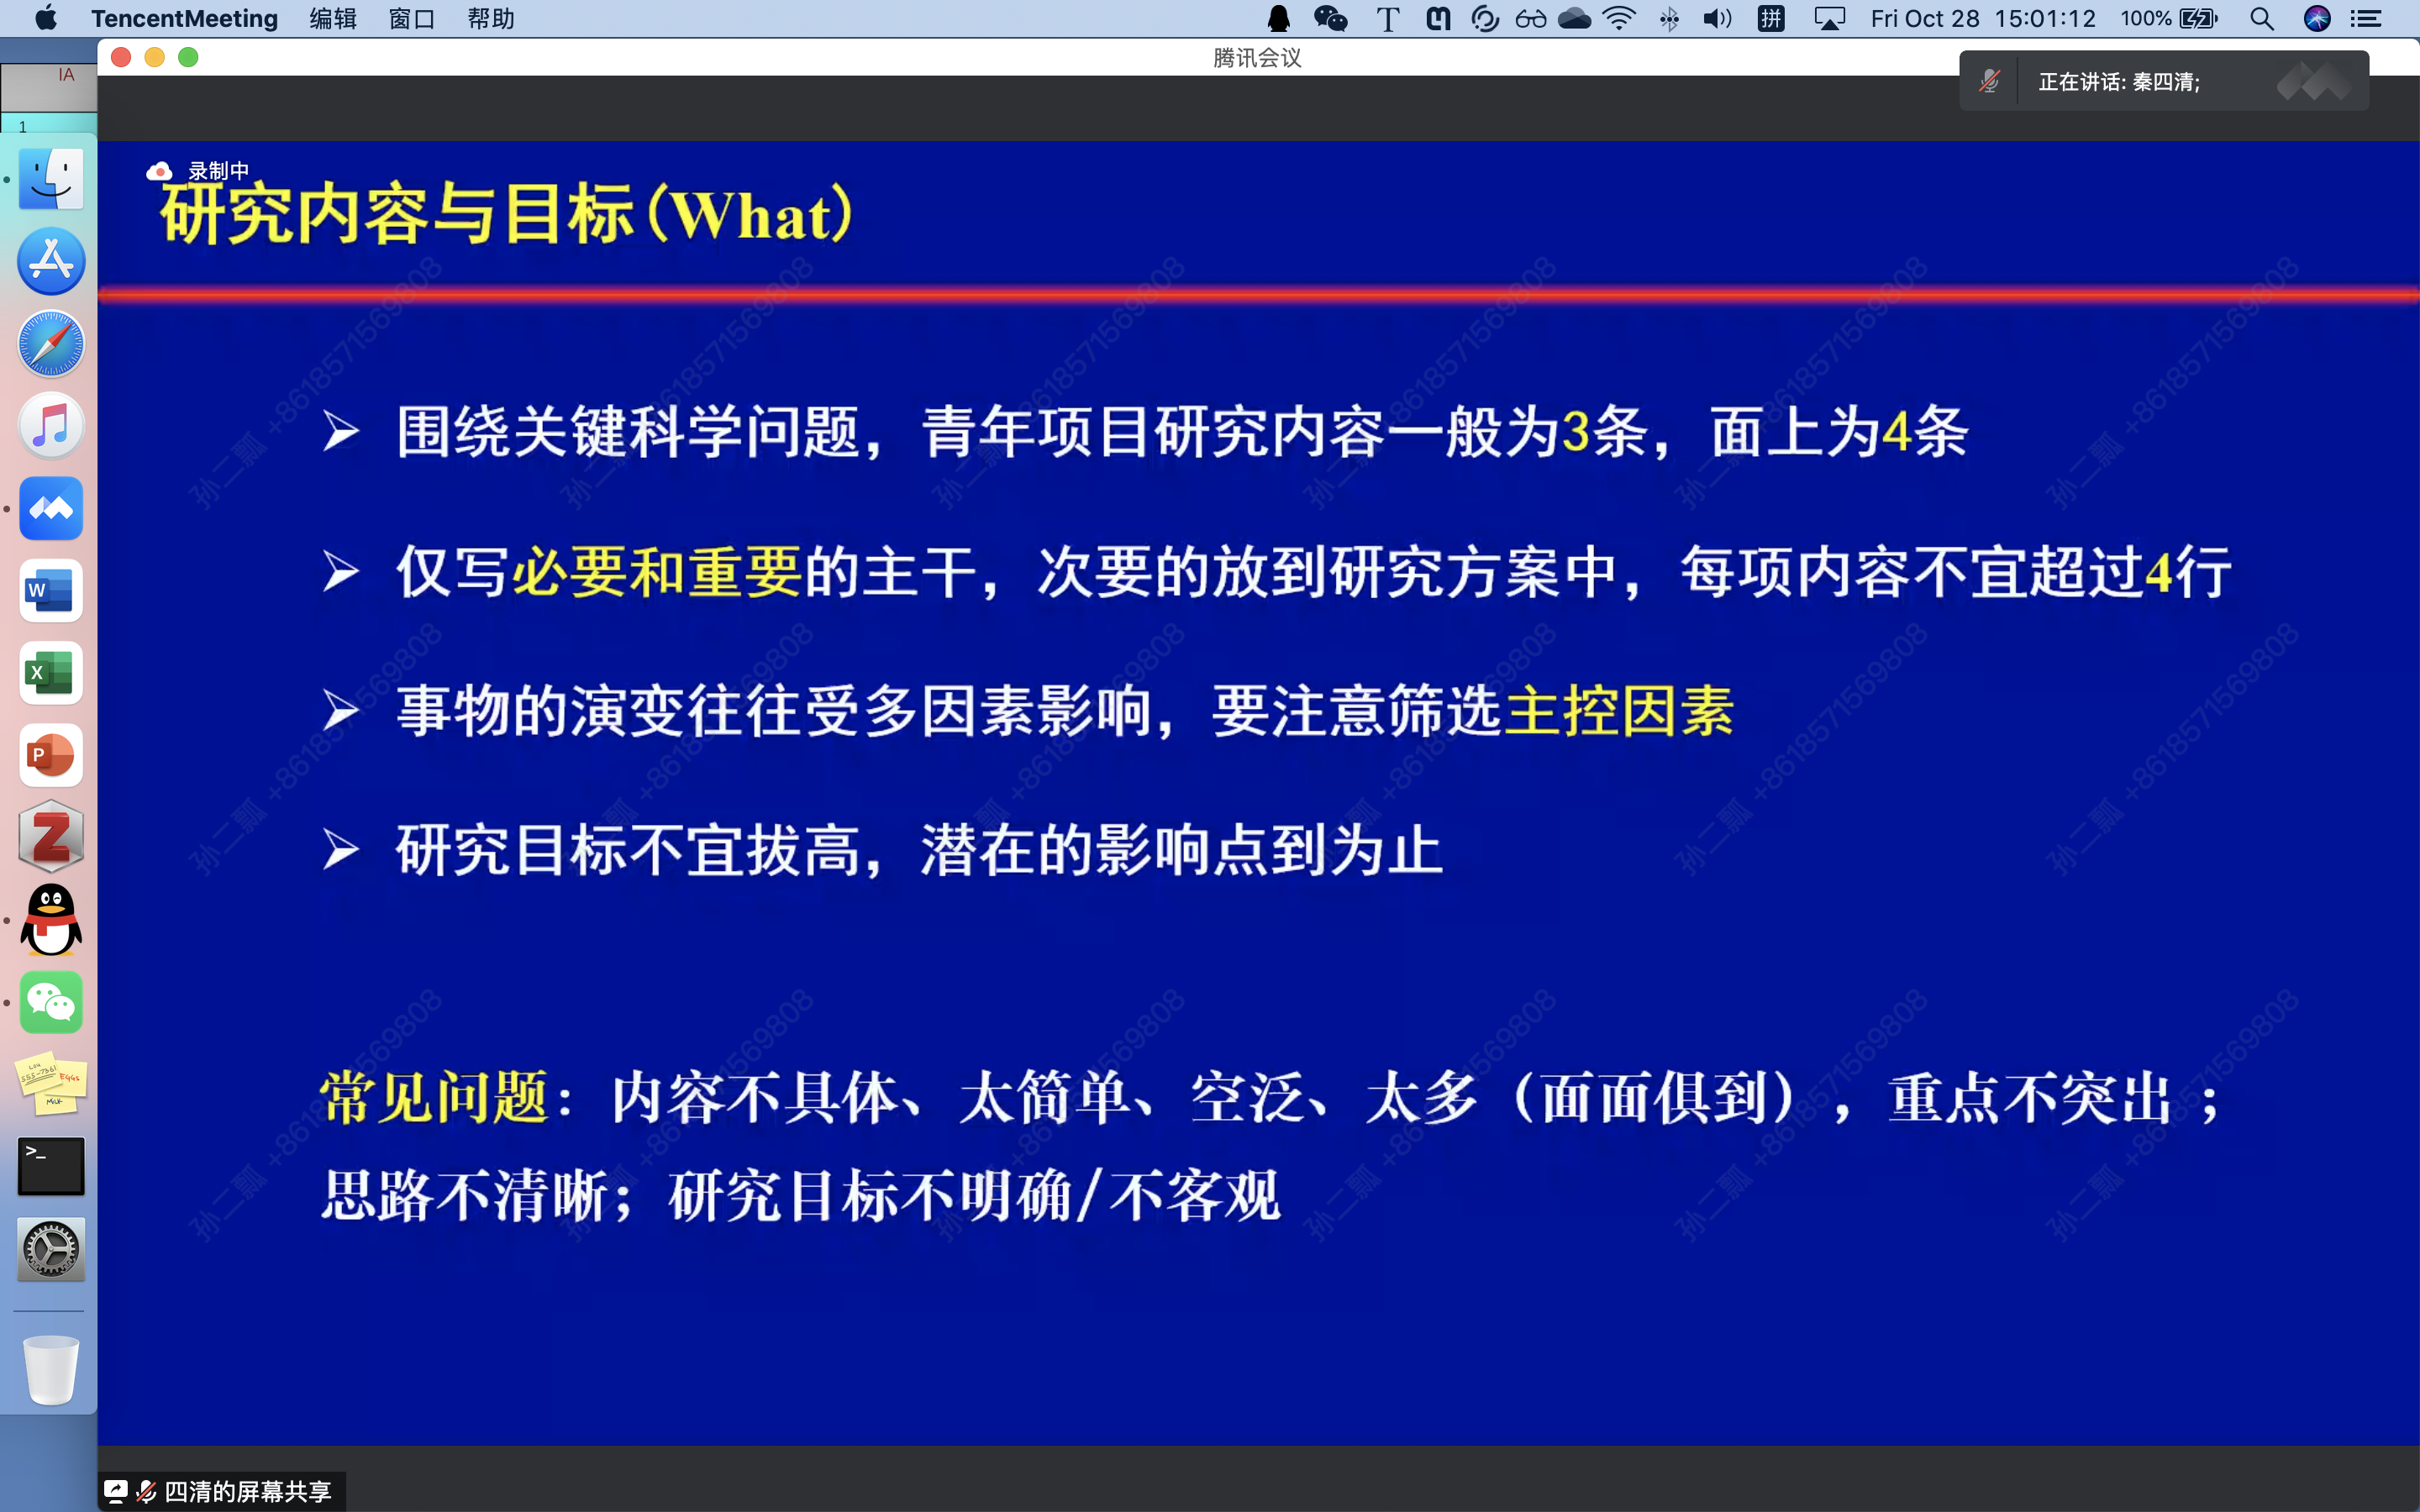 TencentMeeting 编辑 窗口 帮助
拼 Fri Oct 28 15:01:12 100%
腾讯会议
正在讲话: 秦四清;
IA
1
录制中
研究内容与目标(What)
➢ 围绕关键科学问题，青年项目研究内容一般为3条，面上为4条
➢ 仅写必要和重要的主干，次要的放到研究方案中，每项内容不宜超过4行
➢ 事物的演变往往受多因素影响，要注意筛选主控因素
➢ 研究目标不宜拔高，潜在的影响点到为止
常见问题：内容不具体、太简单、空泛、太多（面面俱到），重点不突出；
思路不清晰；研究目标不明确/不客观
孙二瓢 +8618571569808
四清的屏幕共享